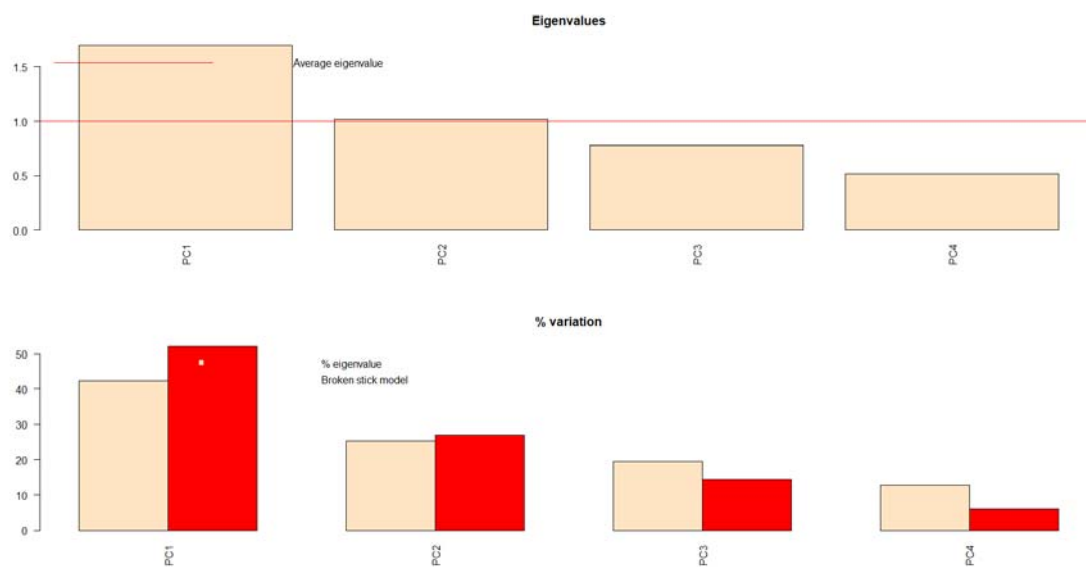 Eigenvalues
1.5
Average eigenvalue
1.0
0.5
0.0
PC1
PC2
PC3
PC4
% variation
50
% eigenvalue
40
Broken stick model
30
20
10
0
PC1
PC2
PC3
PC4